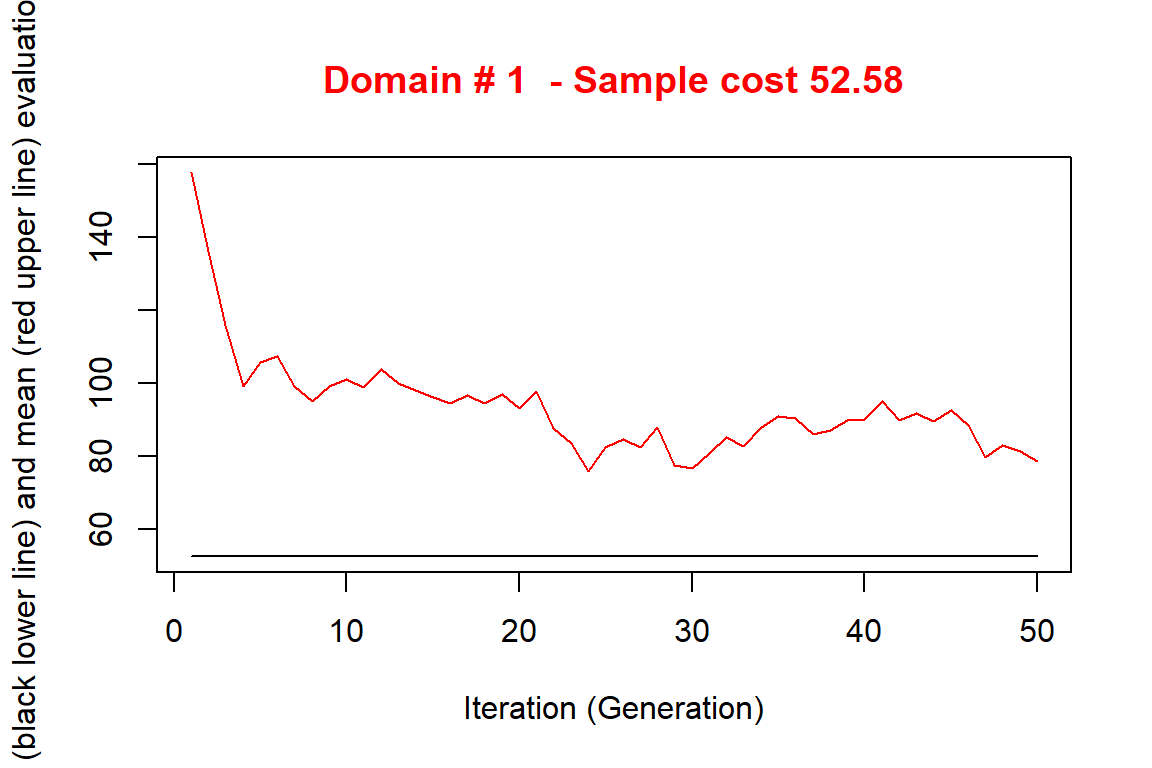 Domain # 1 - Sample cost 52.58
(black lower line) and mean (red upper line)
140
100
80
60
0 10 20 30 40 50
Iteration (Generation)